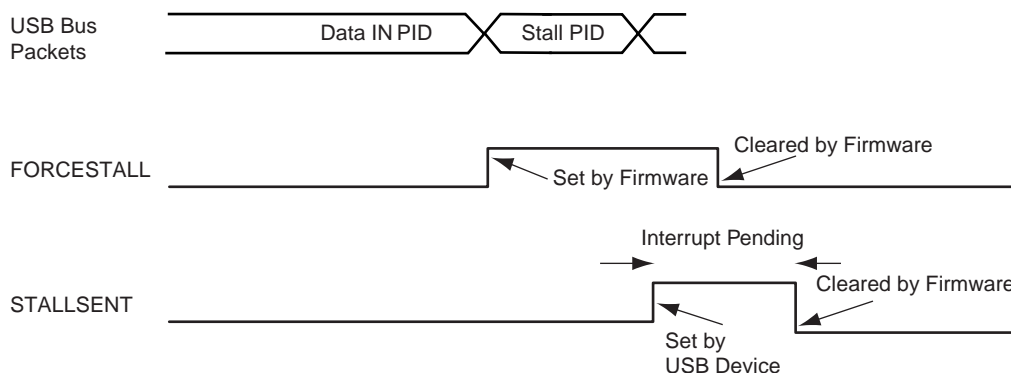 USB Bus
Packets
Data IN PID
Stall PID
FORCESTALL
Set by Firmware
Cleared by Firmware
Interrupt Pending
STALLSENT
Cleared by Firmware
Set by
USB Device